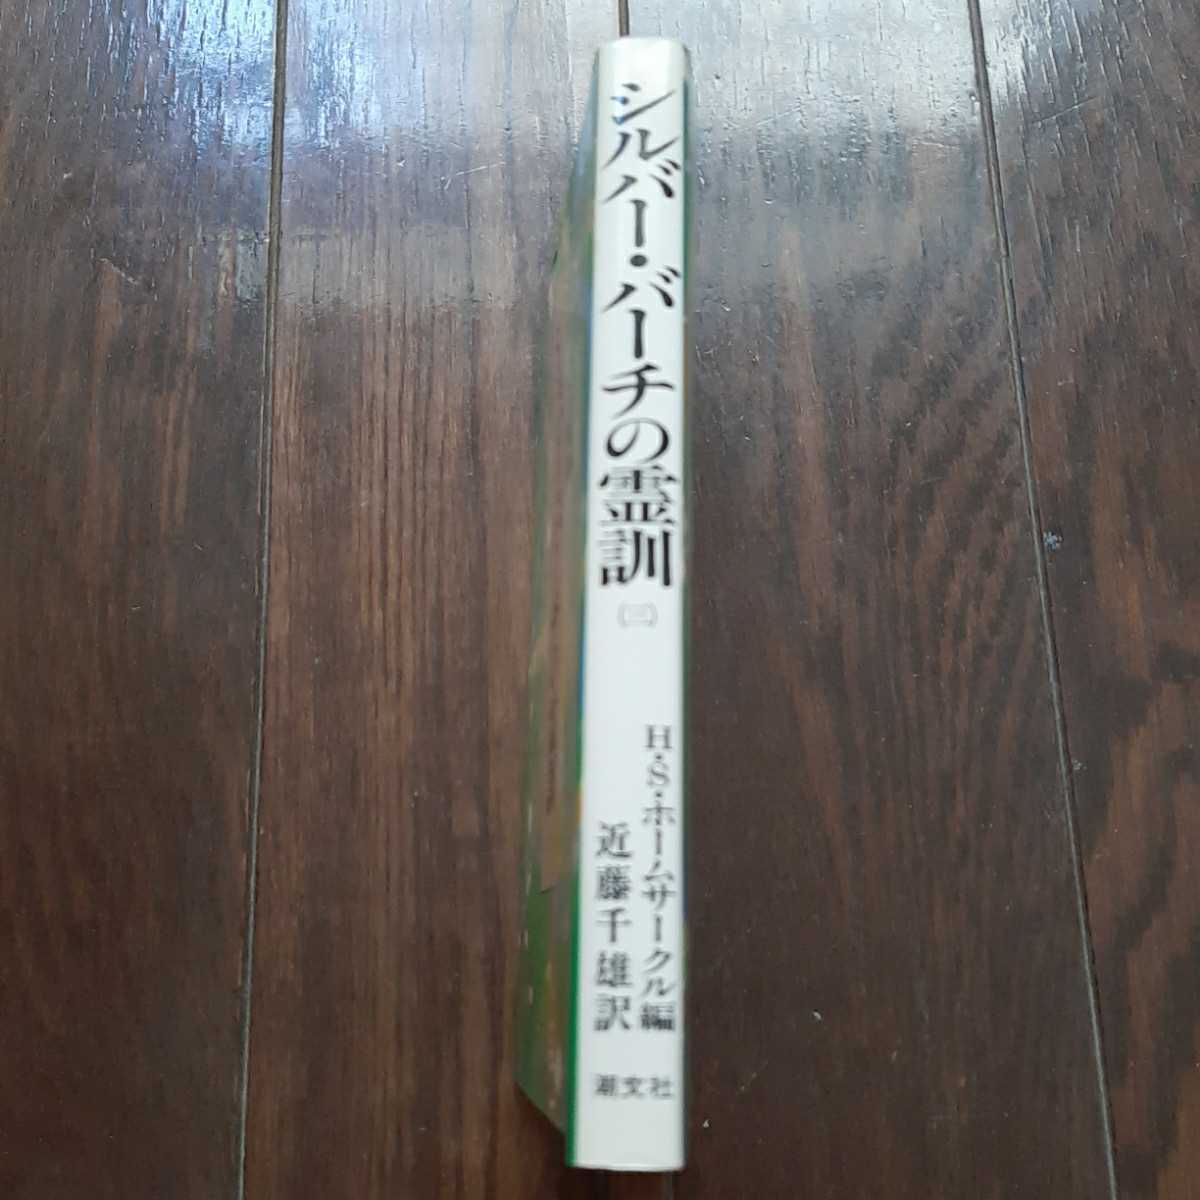 シルバー・バーチの霊訓
(三)
H・S・ホームサークル編
近藤千雄訳
潮文社